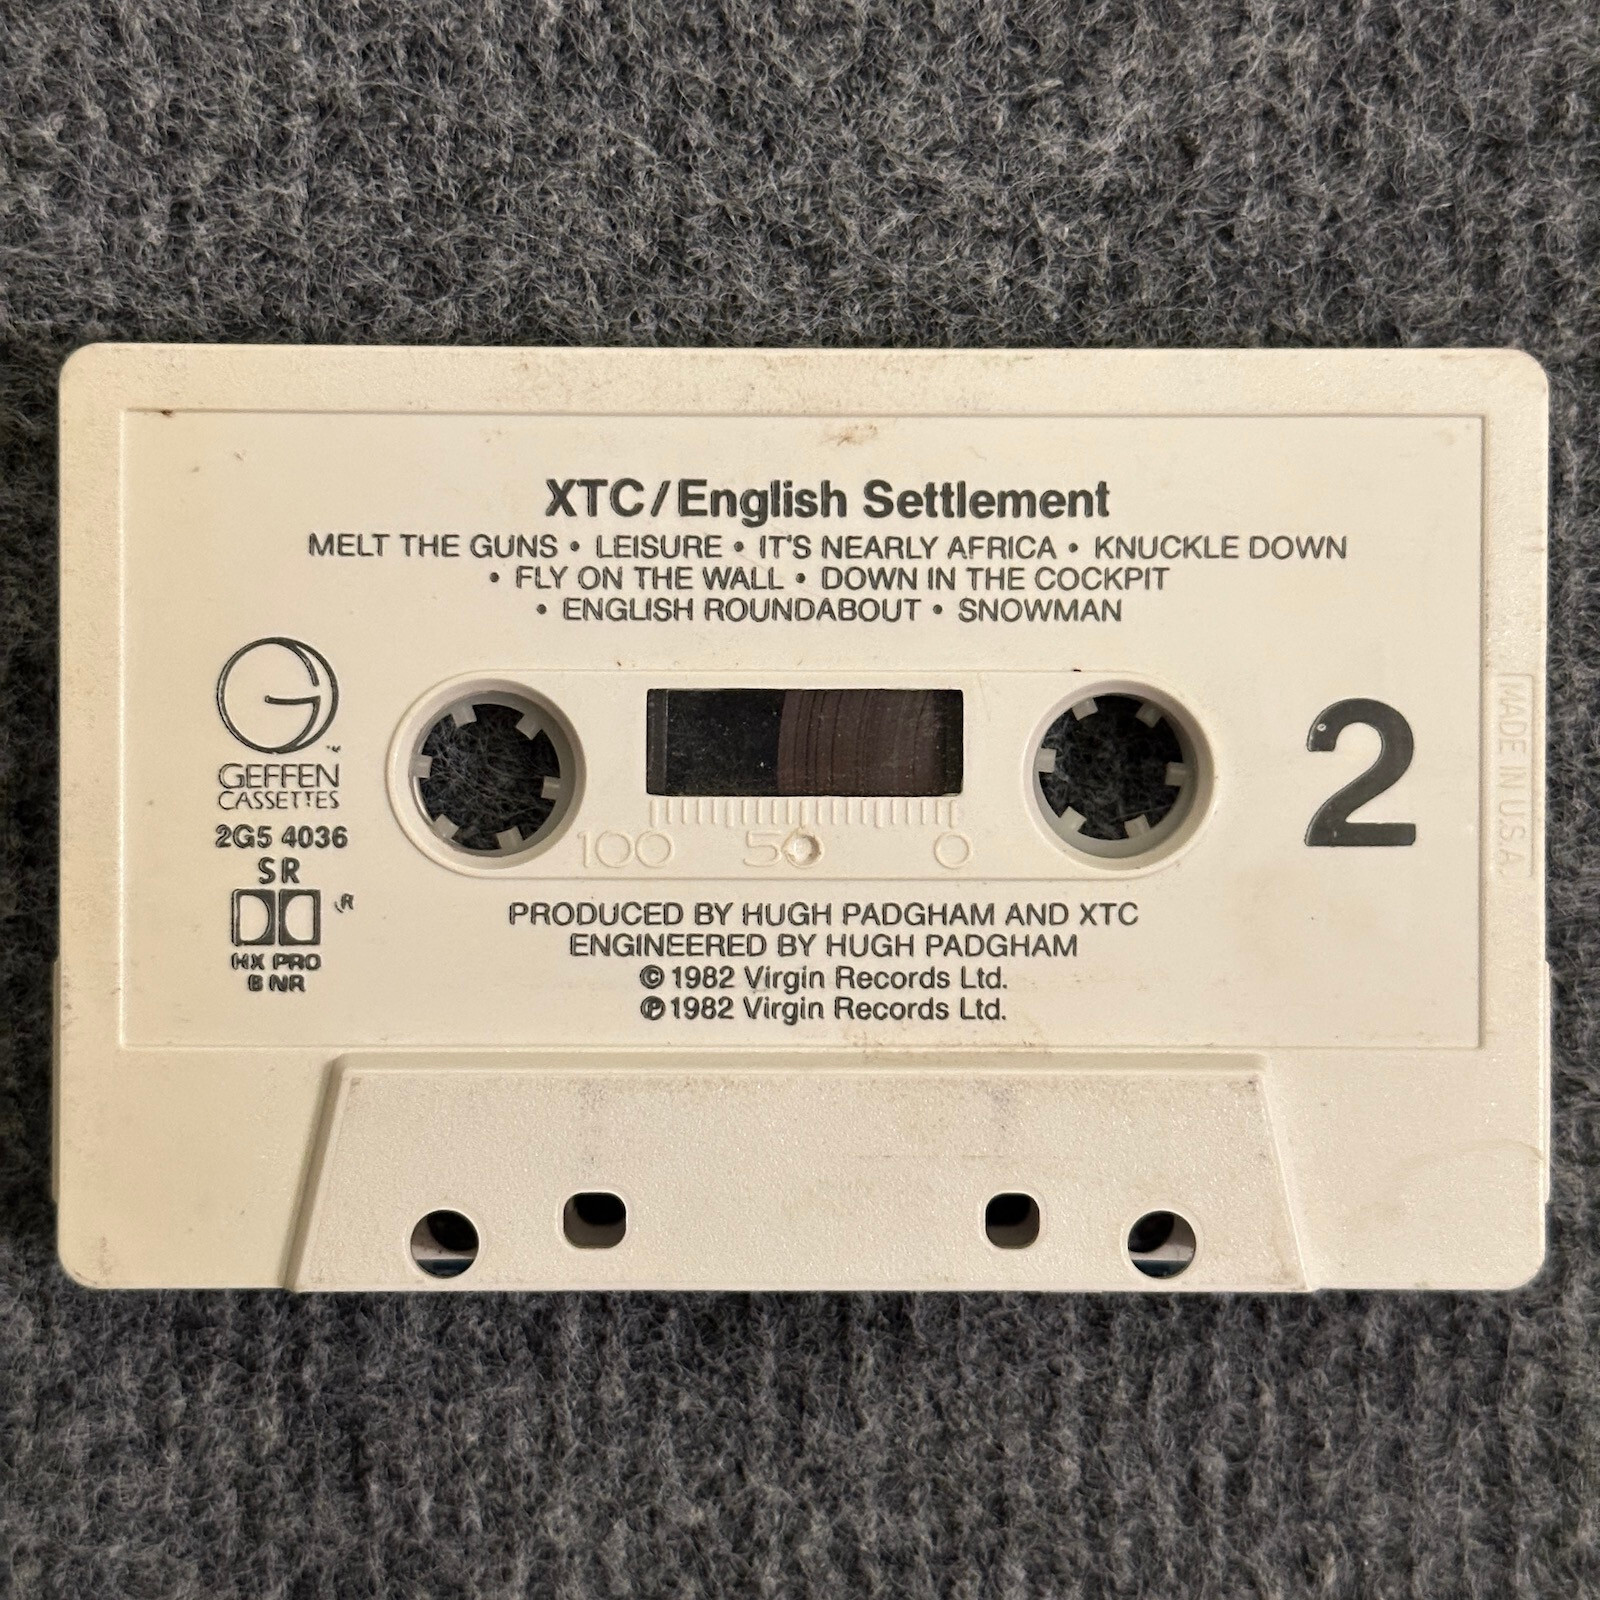 XTC/English Settlement
MELT THE GUNS • LEISURE • IT'S NEARLY AFRICA • KNUCKLE DOWN
• FLY ON THE WALL • DOWN IN THE COCKPIT
• ENGLISH ROUNDABOUT • SNOWMAN
GEFFEN
CASSETTES
2G5 4036
SR
R
HX PRO
B NR
100 50 0
2
MADE IN U.S.A.
PRODUCED BY HUGH PADGHAM AND XTC
ENGINEERED BY HUGH PADGHAM
© 1982 Virgin Records Ltd.
℗ 1982 Virgin Records Ltd.